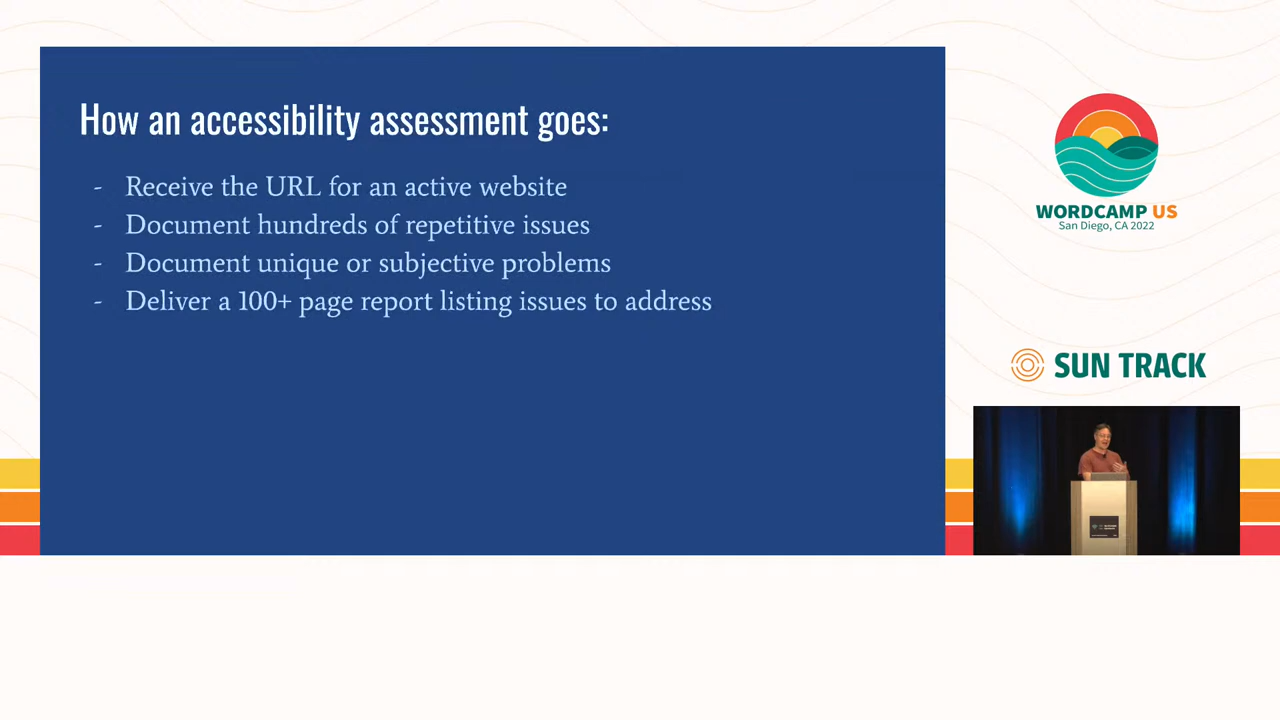 How an accessibility assessment goes:
- Receive the URL for an active website
- Document hundreds of repetitive issues
- Document unique or subjective problems
- Deliver a 100+ page report listing issues to address
WORDCAMP US
San Diego, CA 2022
SUN TRACK